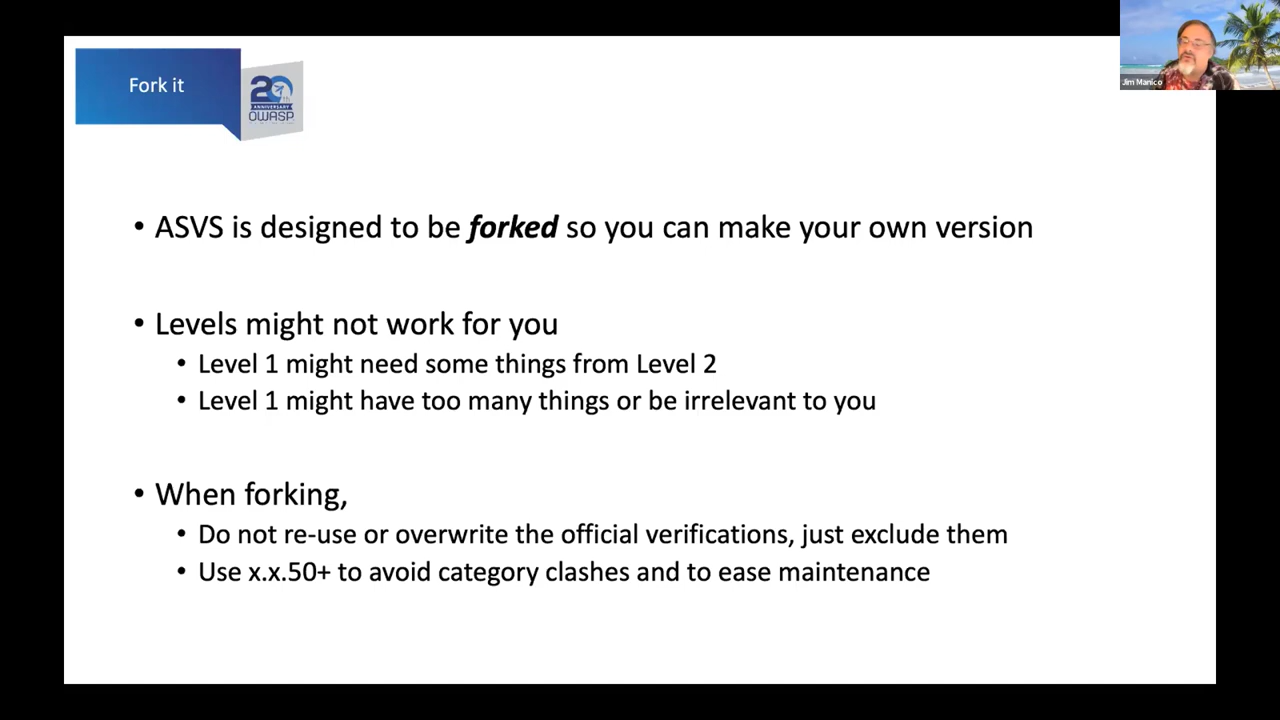 Fork it
20
ANNIVERSARY
OWASP
Jim Manico
• ASVS is designed to be forked so you can make your own version
• Levels might not work for you
• Level 1 might need some things from Level 2
• Level 1 might have too many things or be irrelevant to you
• When forking,
• Do not re-use or overwrite the official verifications, just exclude them
• Use x.x.50+ to avoid category clashes and to ease maintenance